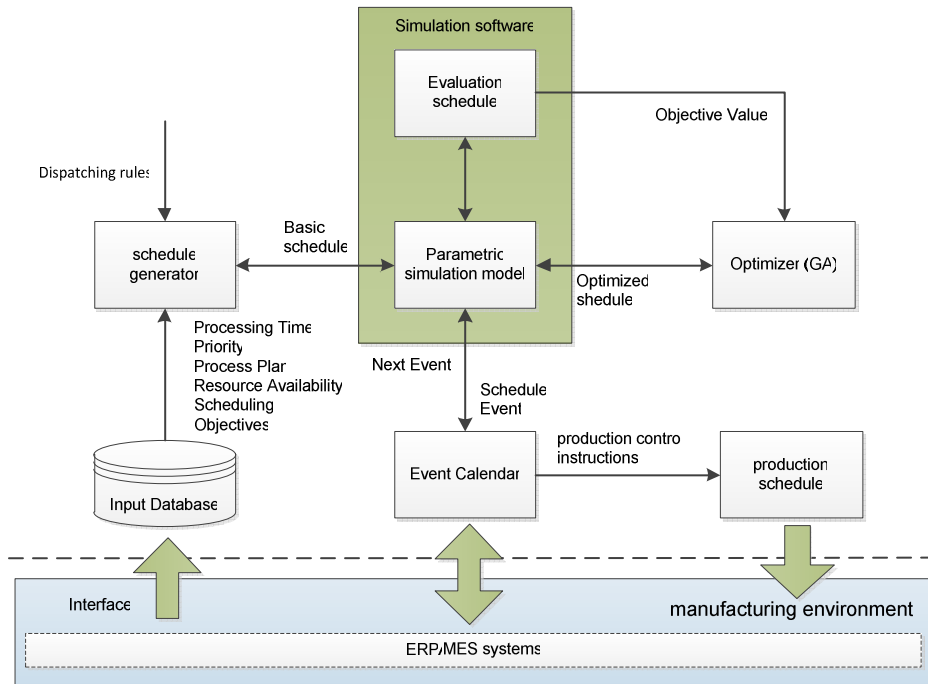 Simulation software
Evaluation
schedule
Objective Value
Dispatching rules
schedule
generator
Basic
schedule
Parametric
simulation model
Optimized
shedule
Optimizer (GA)
Processing Time
Priority
Process Plar
Resource Availability
Scheduling
Objectives
Next Event
Schedule
Event
Input Database
Event Calendar
production contro
instructions
production
schedule
Interface
manufacturing environment
ERP/MES systems